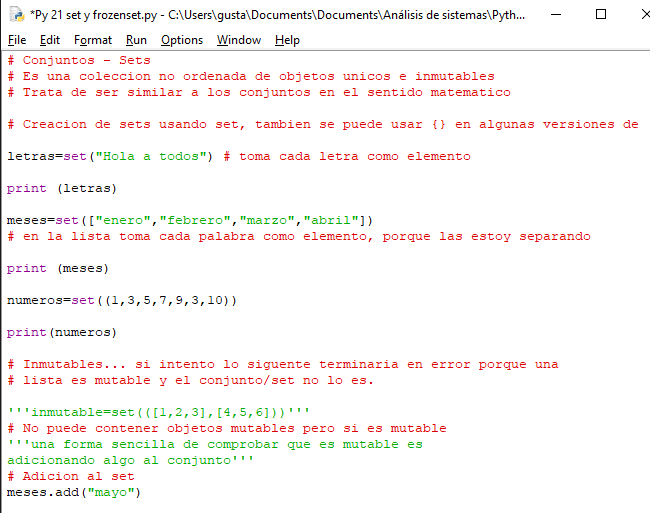 *Py 21 set y frozenset.py - C:\Users\gusta\Documents\Documents\Análisis de sistemas\Pyth...
File Edit Format Run Options Window Help
# Conjuntos - Sets
# Es una coleccion no ordenada de objetos unicos e inmutables
# Trata de ser similar a los conjuntos en el sentido matematico
# Creacion de sets usando set, tambien se puede usar {} en algunas versiones de
letras=set("Hola a todos") # toma cada letra como elemento
print (letras)
meses=set(["enero","febrero","marzo","abril"])
# en la lista toma cada palabra como elemento, porque las estoy separando
print (meses)
numeros=set((1,3,5,7,9,3,10))
print(numeros)
# Inmutables... si intento lo siguente terminaria en error porque una
# lista es mutable y el conjunto/set no lo es.
'''inmutable=set(([1,2,3],[4,5,6]))'''
# No puede contener objetos mutables pero si es mutable
'''una forma sencilla de comprobar que es mutable es
adicionando algo al conjunto'''
# Adicion al set
meses.add("mayo")